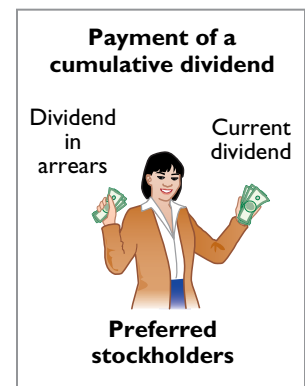 Payment of a
cumulative dividend
Dividend
in
arrears
Current
dividend
Preferred
stockholders